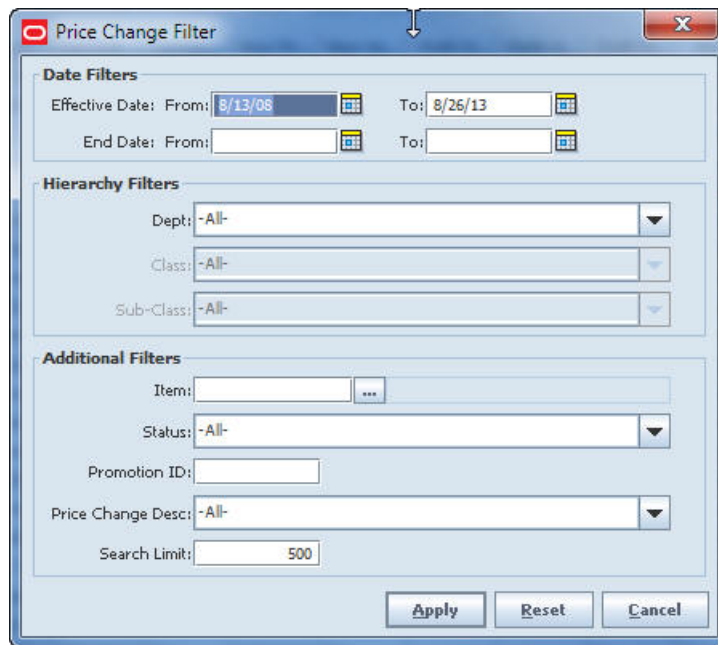 Price Change Filter
Date Filters
Effective Date: From: 8/13/08 To: 8/26/13
End Date: From: To:
Hierarchy Filters
Dept: -All-
Class: -All-
Sub-Class: -All-
Additional Filters
Item: ...
Status: -All-
Promotion ID:
Price Change Desc: -All-
Search Limit: 500
Apply Reset Cancel